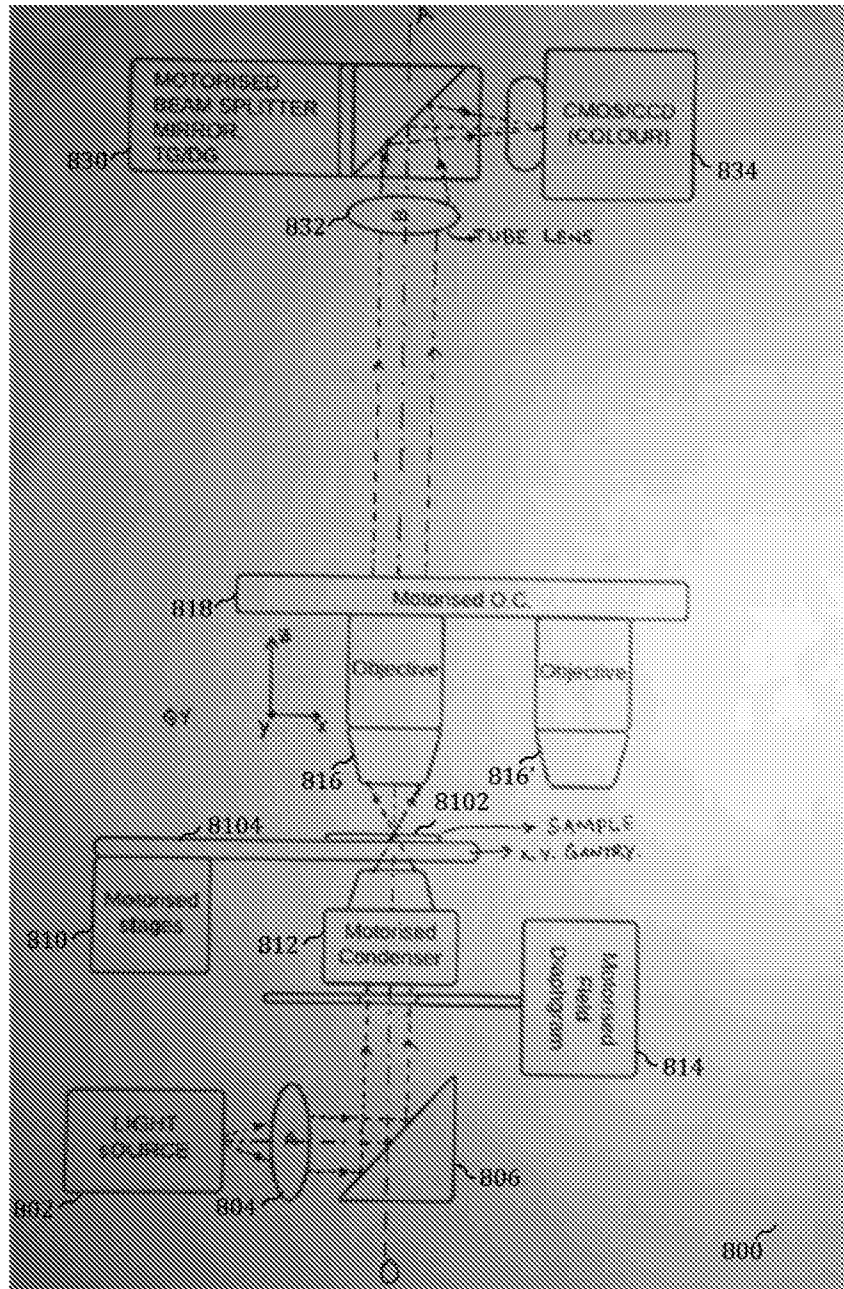 MOTORISED
BEAM SPLITTER
MIRROR
830
CMOS/CCD
(COLOUR)
834
832
TUBE LENS
818
Motorised O.C.
Objective
Objective
Z
Y
X
816
816'
8102
8104
SAMPLE
X.Y. GANTRY.
Motorised
stages
810
812
Motorised
Condenser
Motorised
Field
Diaphragm
814
LIGHT
SOURCE
802
804
806
800